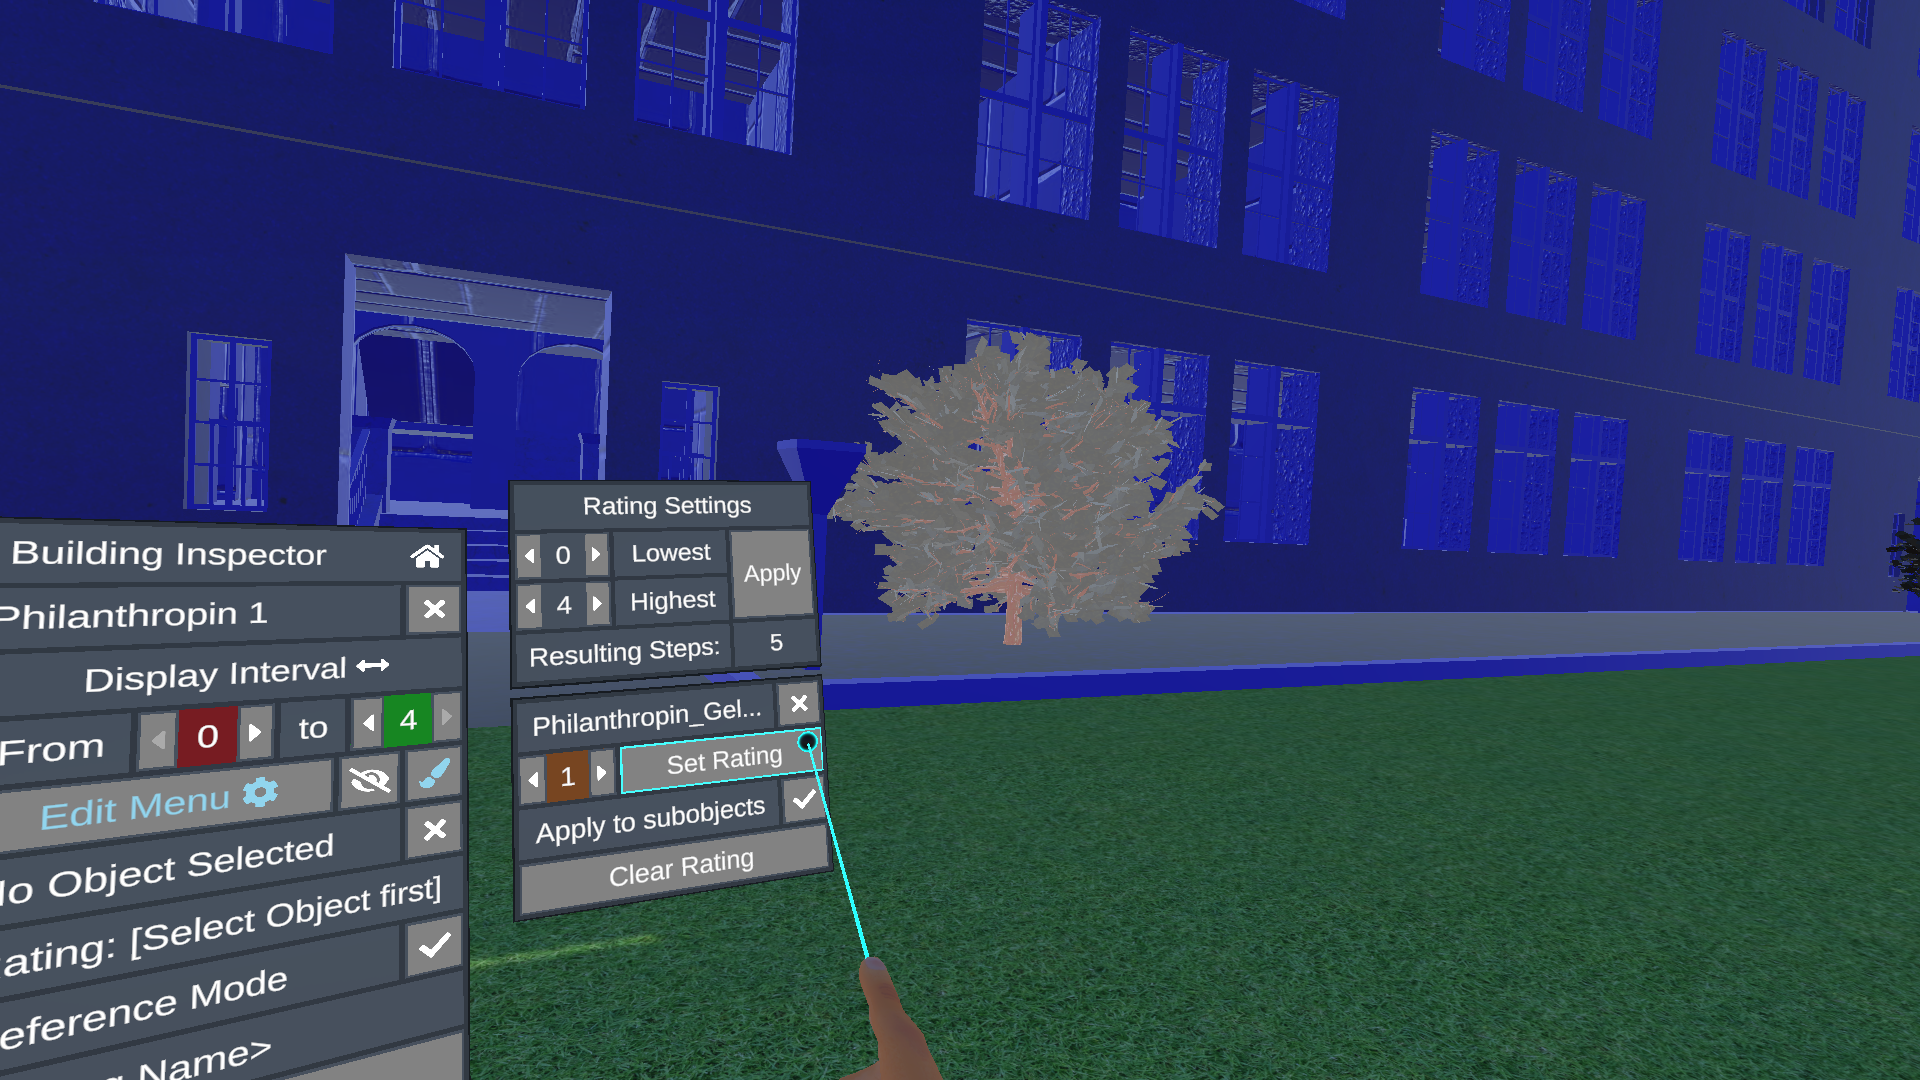 Building Inspector
Philanthropin 1
Display Interval
From 0 to 4
Edit Menu
No Object Selected
ating: [Select Object first]
eference Mode
Name>
Rating Settings
0 Lowest
Apply
4 Highest
Resulting Steps: 5
Philanthropin_Gel...
1 Set Rating
Apply to subobjects
Clear Rating